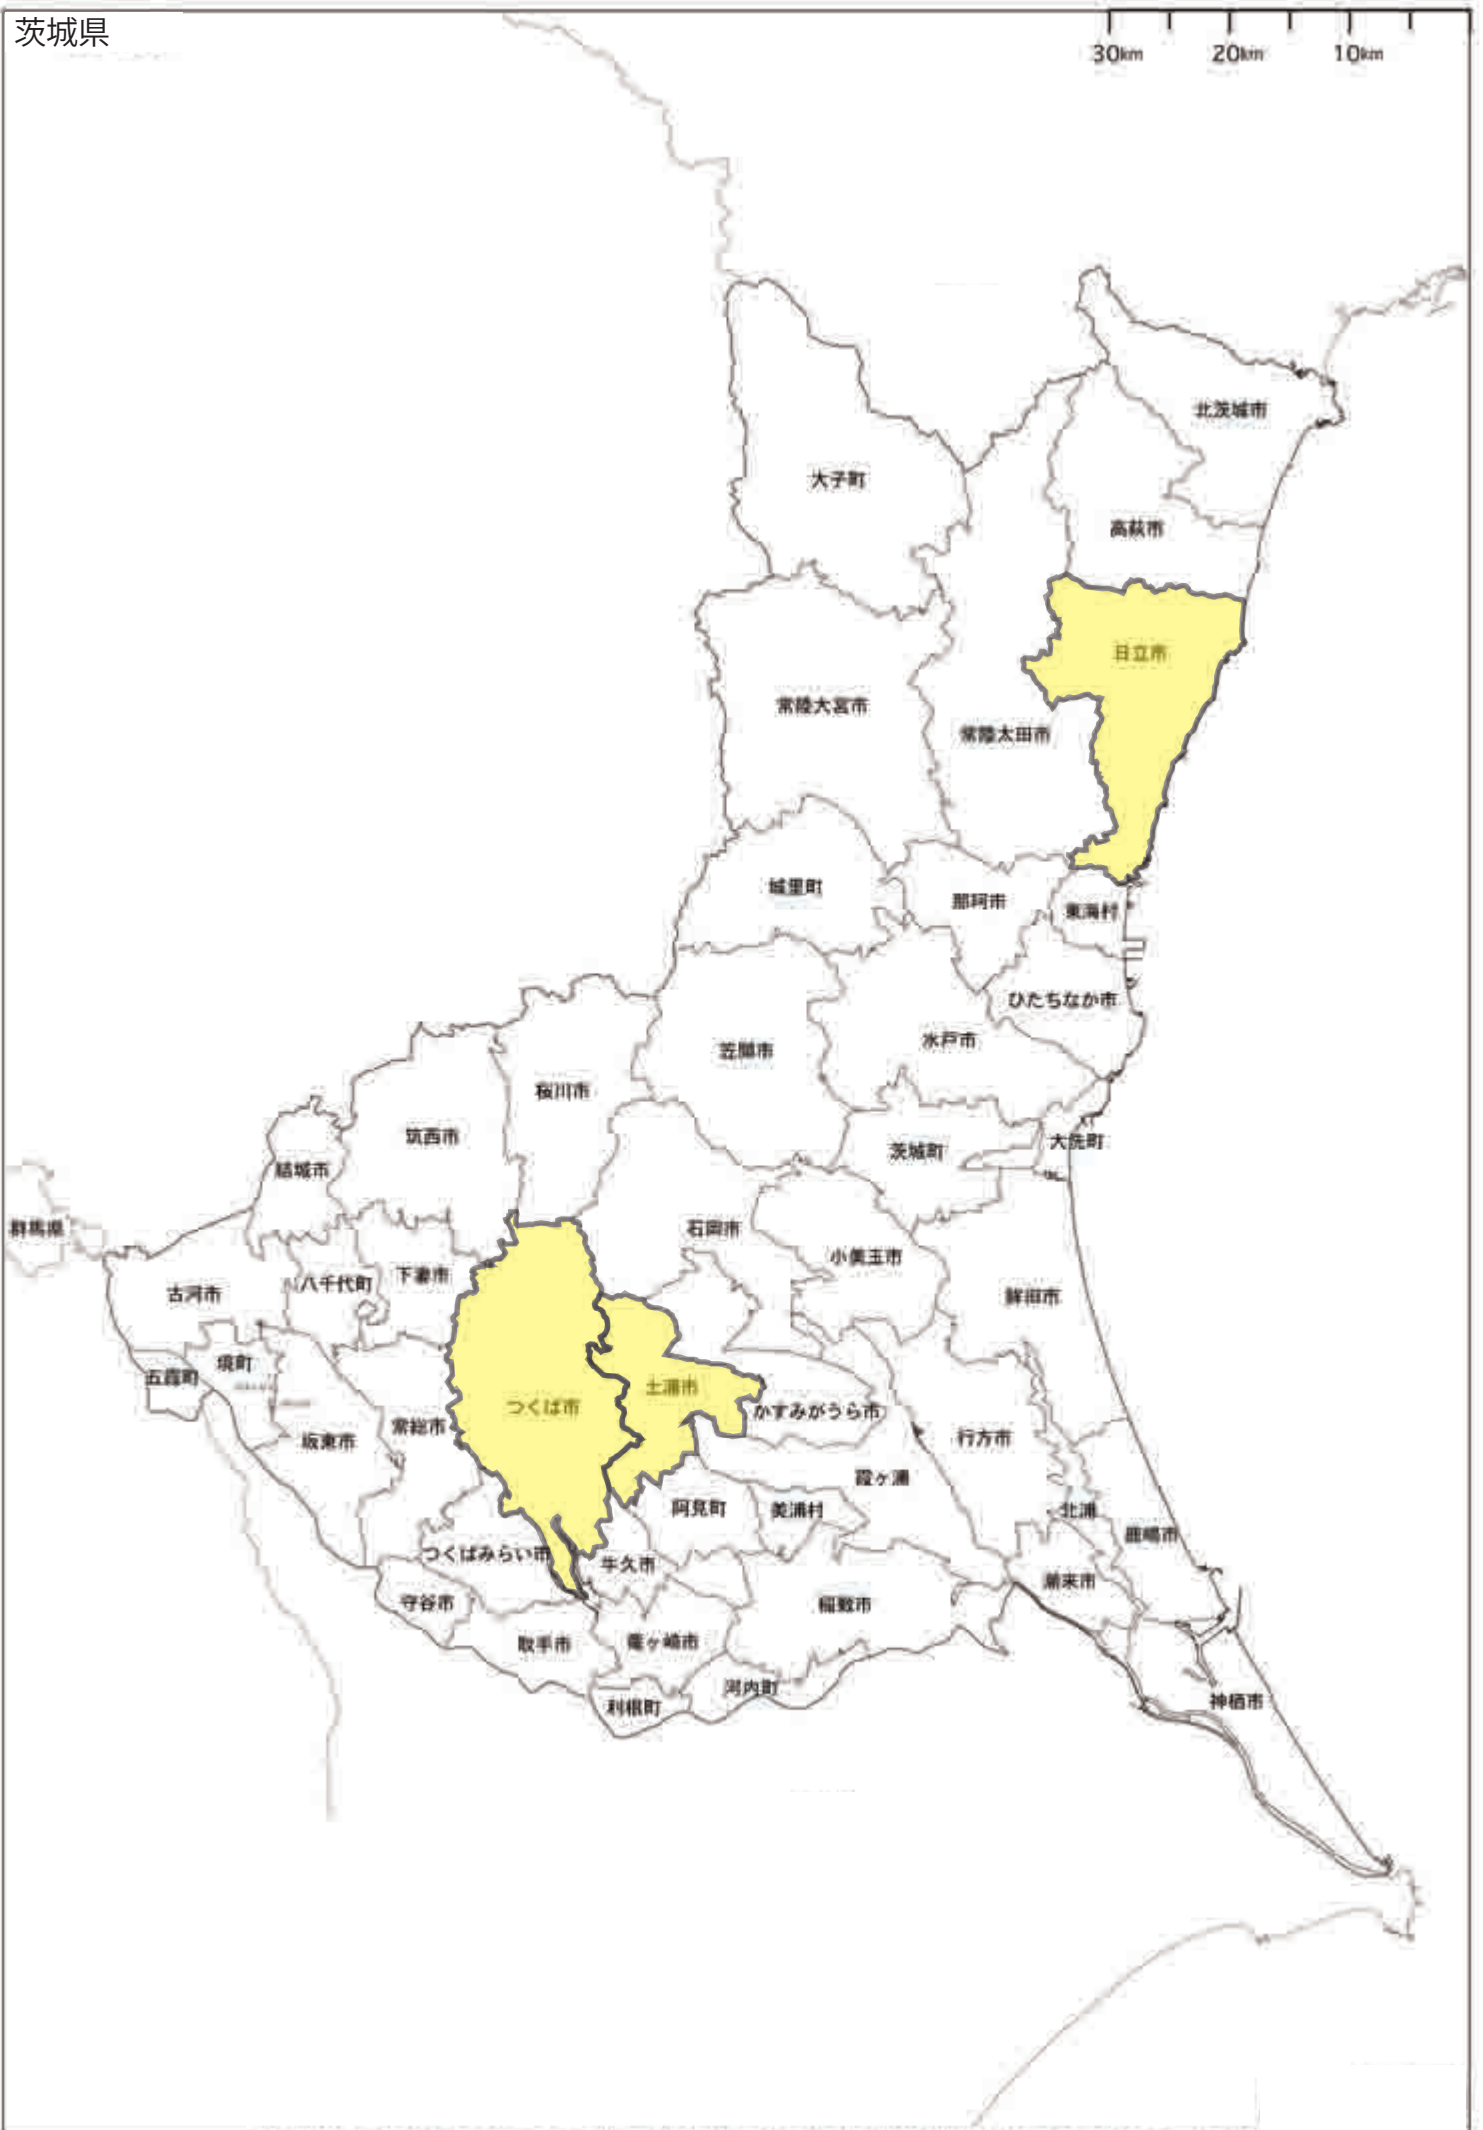 茨城県
30km 20km 10km
北茨城市
大子町
高萩市
日立市
常陸大宮市
常陸太田市
城里町
那珂市
東海村
ひたちなか市
水戸市
笠間市
桜川市
筑西市
茨城町
大洗町
結城市
群馬県
石岡市
小美玉市
下妻市
八千代町
古河市
鉾田市
境町
五霞町
土浦市
つくば市
かすみがうら市
常総市
坂東市
行方市
霞ヶ浦
阿見町
美浦村
北浦
鹿嶋市
つくばみらい市
牛久市
潮来市
守谷市
稲敷市
取手市
龍ヶ崎市
河内町
利根町
神栖市